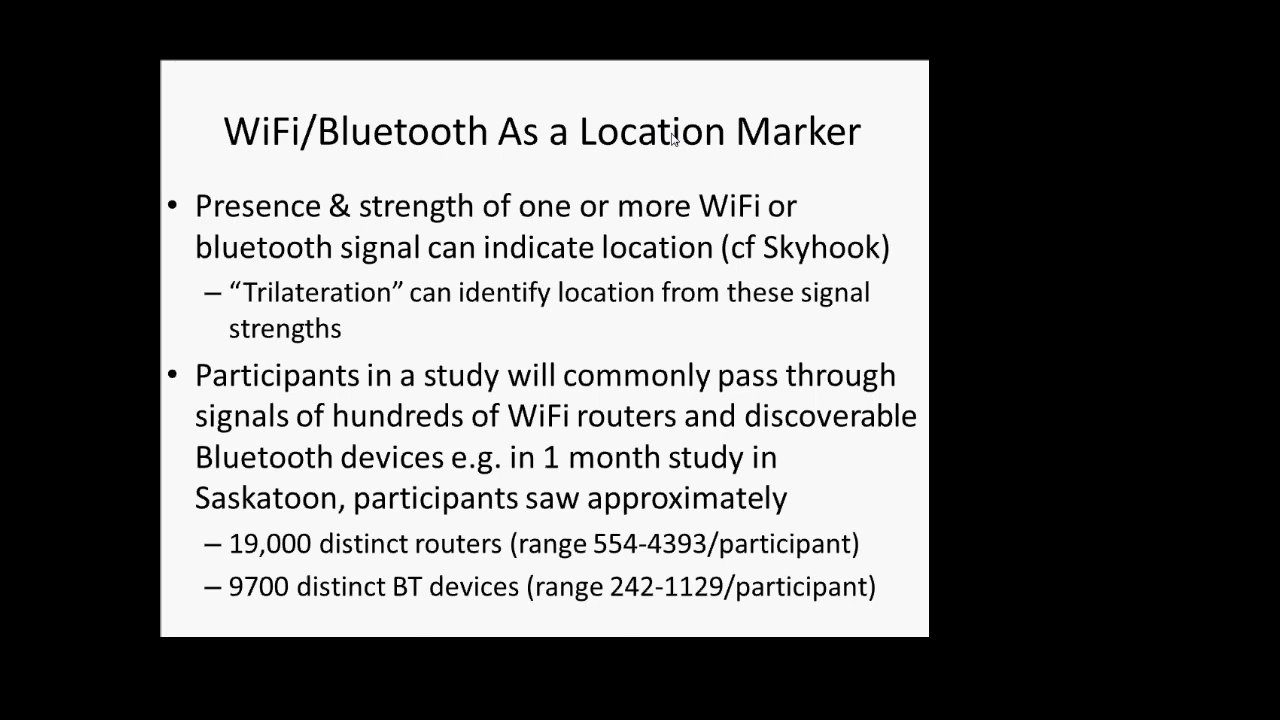 WiFi/Bluetooth As a Location Marker
• Presence & strength of one or more WiFi or
bluetooth signal can indicate location (cf Skyhook)
– “Trilateration” can identify location from these signal
strengths
• Participants in a study will commonly pass through
signals of hundreds of WiFi routers and discoverable
Bluetooth devices e.g. in 1 month study in
Saskatoon, participants saw approximately
– 19,000 distinct routers (range 554-4393/participant)
– 9700 distinct BT devices (range 242-1129/participant)